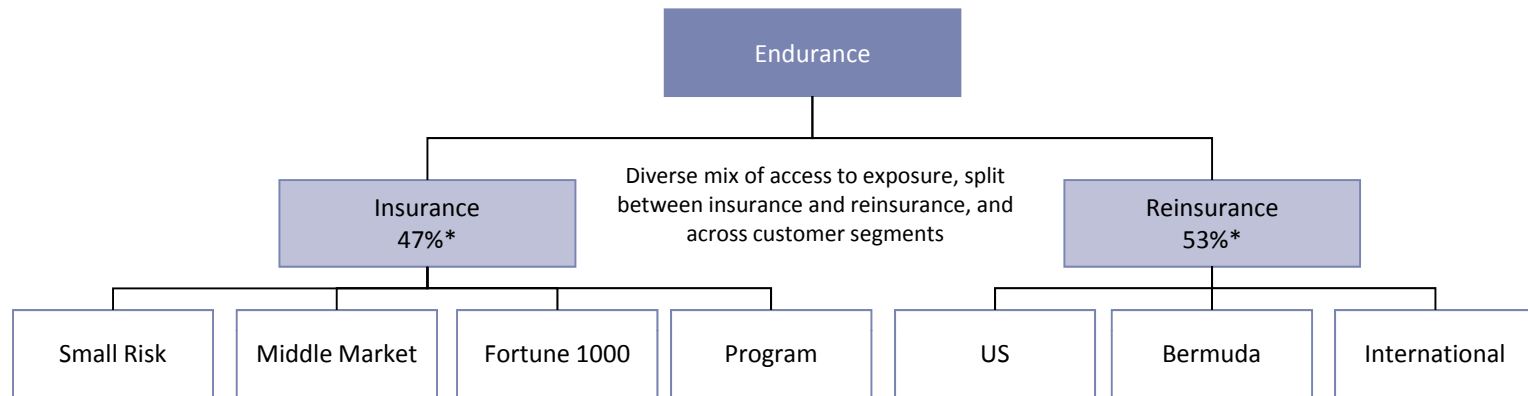 Endurance
Diverse mix of access to exposure, split
between insurance and reinsurance, and
across customer segments
Insurance
47%*
Reinsurance
53%*
Small Risk
Middle Market
Fortune 1000
Program
US
Bermuda
International